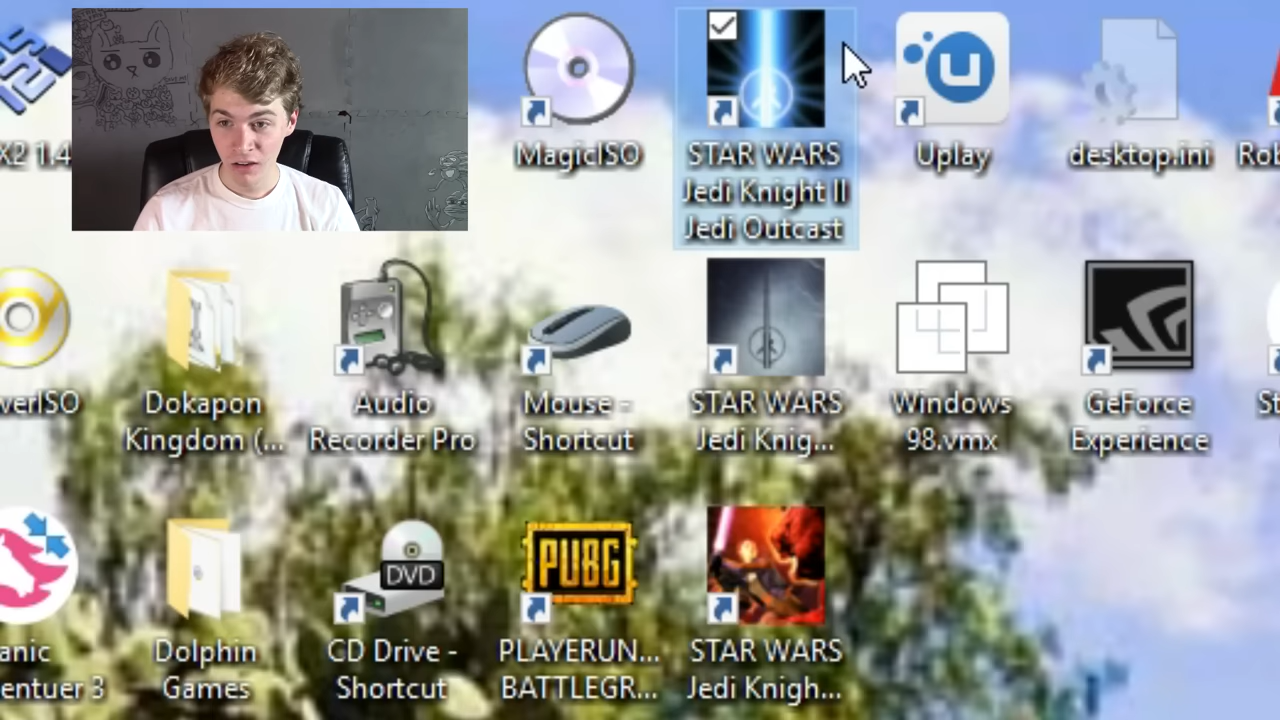 X2 1.4
MagicISO
STAR WARS
Jedi Knight II
Jedi Outcast
Uplay
desktop.ini
Rob
werISO
Dokapon
Kingdom (...
Audio
Recorder Pro
Mouse -
Shortcut
STAR WARS
Jedi Knig...
Windows
98.vmx
GeForce
Experience
St
anic
entuer 3
Dolphin
Games
DVD
CD Drive -
Shortcut
PUBG
PLAYERUN...
BATTLEGR...
STAR WARS
Jedi Knigh...